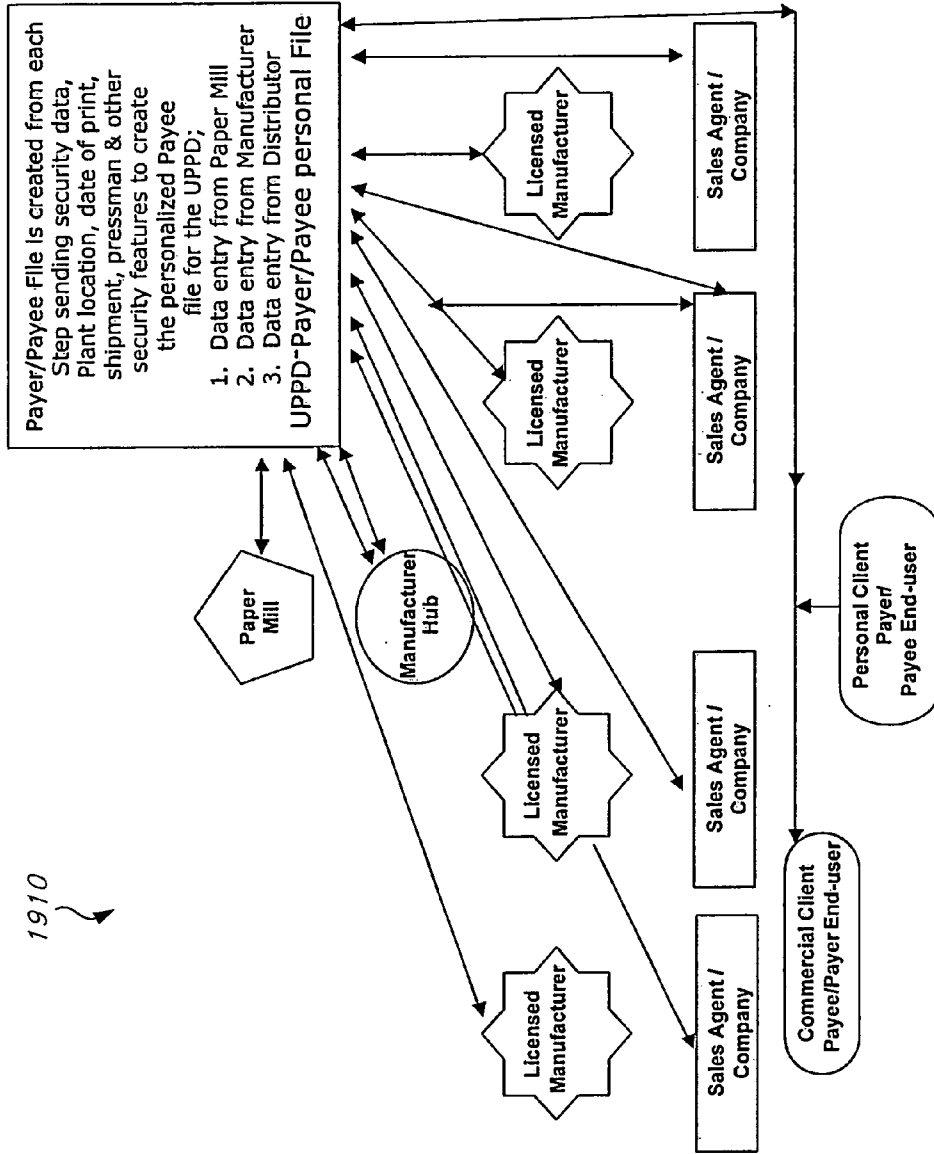 1910
Payer/Payee File is created from each
Step sending security data,
Plant location, date of print,
shipment, pressman & other
security features to create
the personalized Payee
file for the UPPD;
1. Data entry from Paper Mill
2. Data entry from Manufacturer
3. Data entry from Distributor
UPPD-Payer/Payee personal File
Paper
Mill
Manufacturer
Hub
Licensed
Manufacturer
Licensed
Manufacturer
Licensed
Manufacturer
Licensed
Manufacturer
Sales Agent /
Company
Sales Agent /
Company
Sales Agent /
Company
Sales Agent /
Company
Commercial Client
Payee/Payer End-user
Personal Client
Payer/
Payee End-user